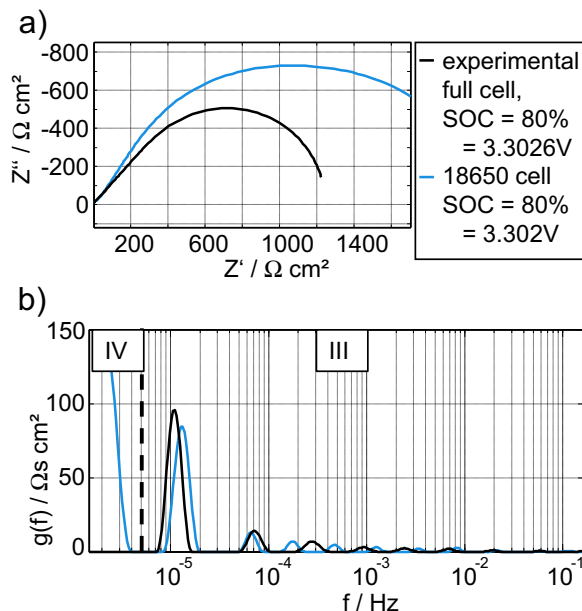 a)
-800
-600
-400
-200
0
Z“ / Ω cm²
200 600 1000 1400
Z‘ / Ω cm²
experimental
full cell,
SOC = 80%
= 3.3026V
18650 cell
SOC = 80%
= 3.302V
b)
150
100
50
0
g(f) / Ωs cm²
IV
III
10⁻⁵ 10⁻⁴ 10⁻³ 10⁻² 10⁻¹
f / Hz